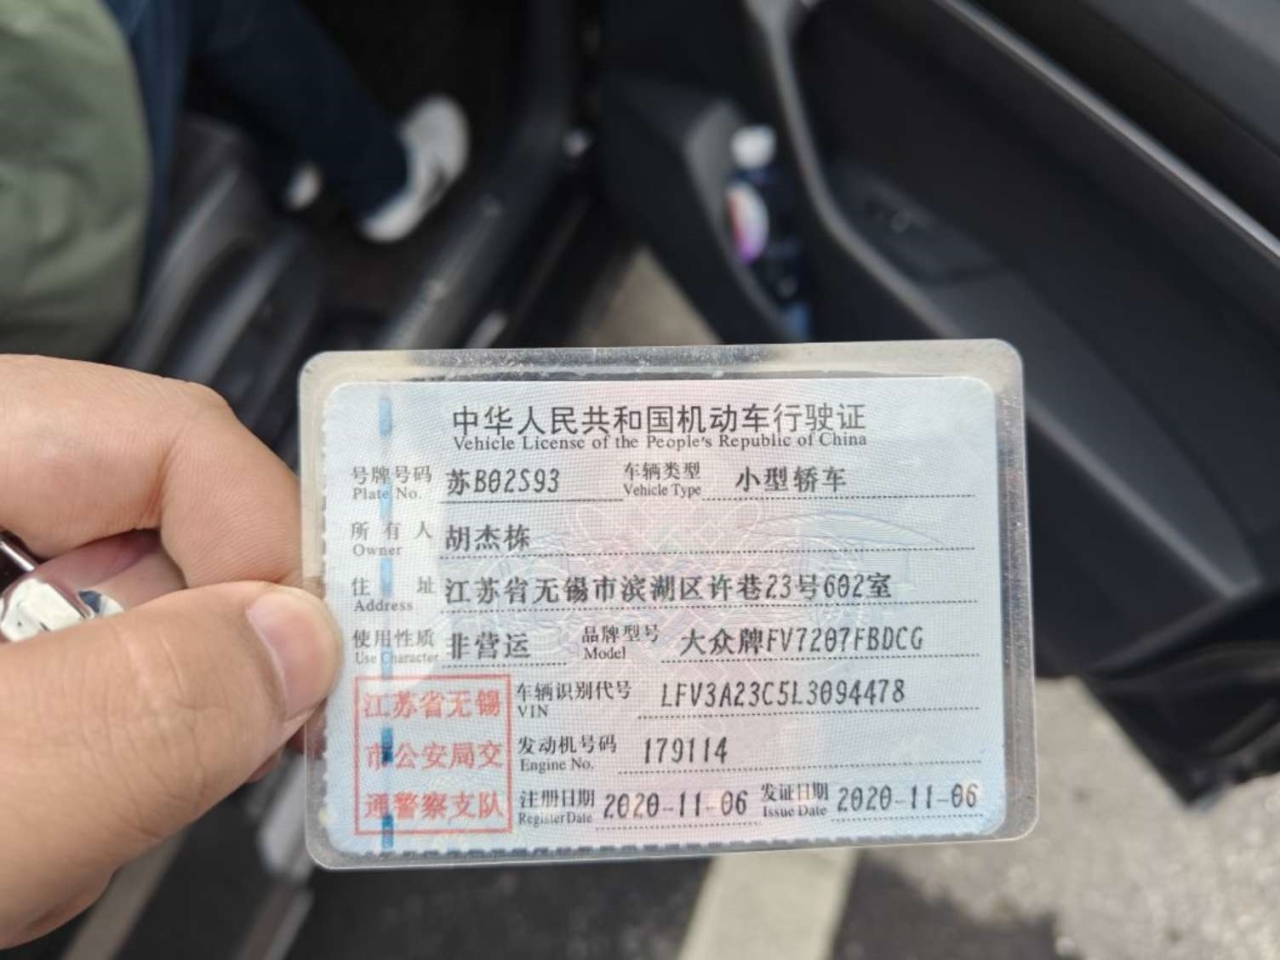 中华人民共和国机动车行驶证
Vehicle License of the People's Republic of China
号牌号码 苏B02S93 车辆类型 小型轿车
Plate No. Vehicle Type
所有人 胡杰栋
Owner
住址 江苏省无锡市滨湖区许巷23号602室
Address
使用性质 非营运 品牌型号 大众牌FV7207FBDCG
Use Character Model
江苏省无锡
市公安局交
通警察支队
车辆识别代号 LFV3A23C5L3094478
VIN
发动机号码 179114
Engine No.
注册日期 2020-11-06 发证日期 2020-11-06
Register Date Issue Date